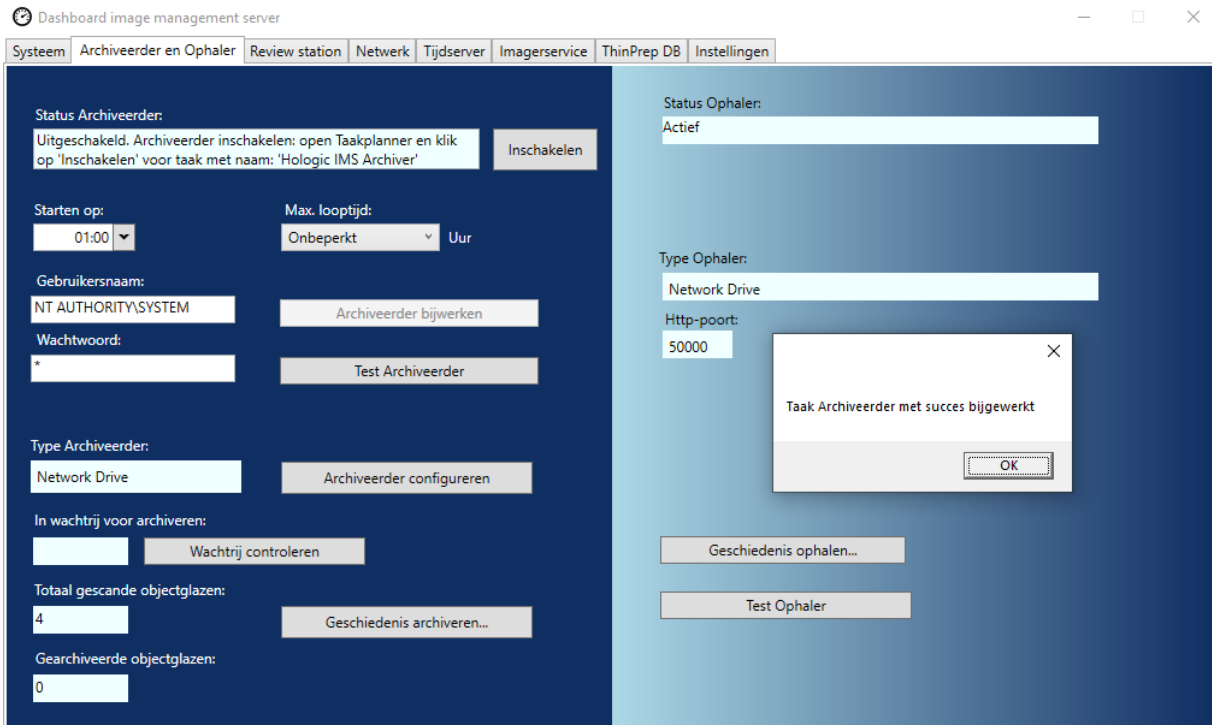 Dashboard image management server
Systeem
Archiveerder en Ophaler
Review station
Netwerk
Tijdserver
Imagerservice
ThinPrep DB
Instellingen
Status Archiveerder:
Uitgeschakeld. Archiveerder inschakelen: open Taakplanner en klik
op 'Inschakelen' voor taak met naam: 'Hologic IMS Archiver'
Inschakelen
Starten op:
01:00
Max. looptijd:
Onbeperkt
Uur
Gebruikersnaam:
NT AUTHORITY\SYSTEM
Archiveerder bijwerken
Wachtwoord:
*
Test Archiveerder
Type Archiveerder:
Network Drive
Archiveerder configureren
In wachtrij voor archiveren:
Wachtrij controleren
Totaal gescande objectglazen:
4
Geschiedenis archiveren...
Gearchiveerde objectglazen:
0
Status Ophaler:
Actief
Type Ophaler:
Network Drive
Http-poort:
50000
Taak Archiveerder met succes bijgewerkt
OK
Geschiedenis ophalen...
Test Ophaler